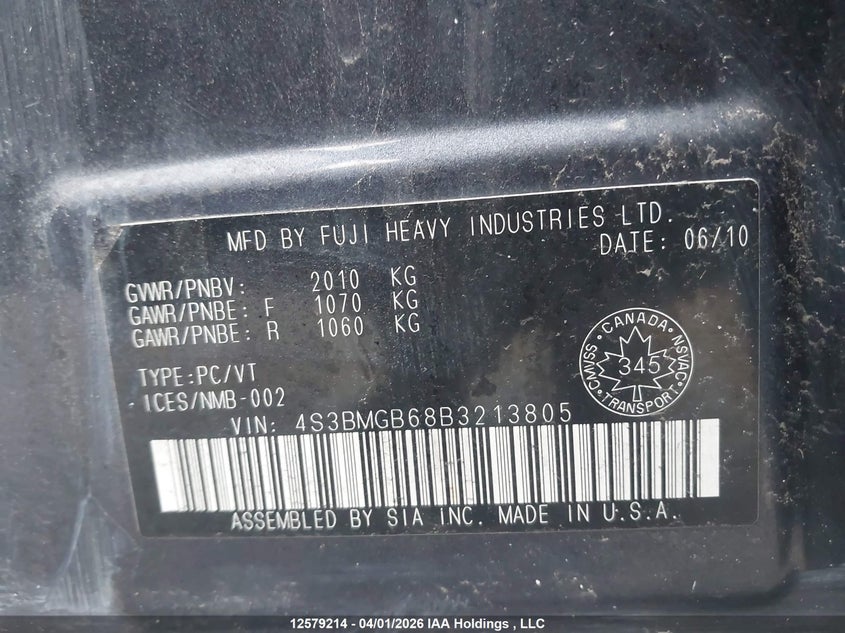 MFD BY FUJI HEAVY INDUSTRIES LTD.
DATE: 06/10
GVWR/PNBV: 2010 KG
GAWR/PNBE: F 1070 KG
GAWR/PNBE: R 1060 KG
TYPE:PC/VT
ICES/NMB-002
CANADA
CMVSS NSVAC
345
TRANSPORT
VIN: 4S3BMGB68B3213805
ASSEMBLED BY SIA INC. MADE IN U.S.A.
12579214 - 04/01/2026 IAA Holdings , LLC